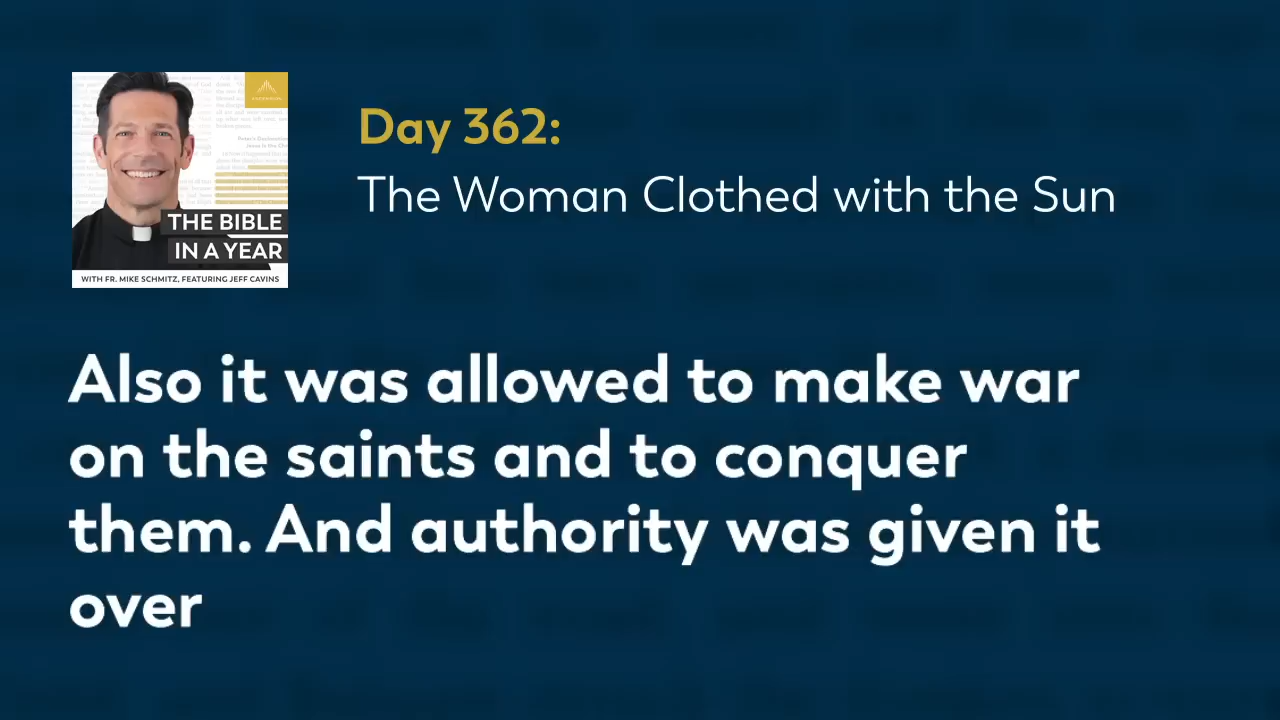 Day 362:
The Woman Clothed with the Sun
THE BIBLE
IN A YEAR
WITH FR. MIKE SCHMITZ, FEATURING JEFF CAVINS
Also it was allowed to make war
on the saints and to conquer
them. And authority was given it
over